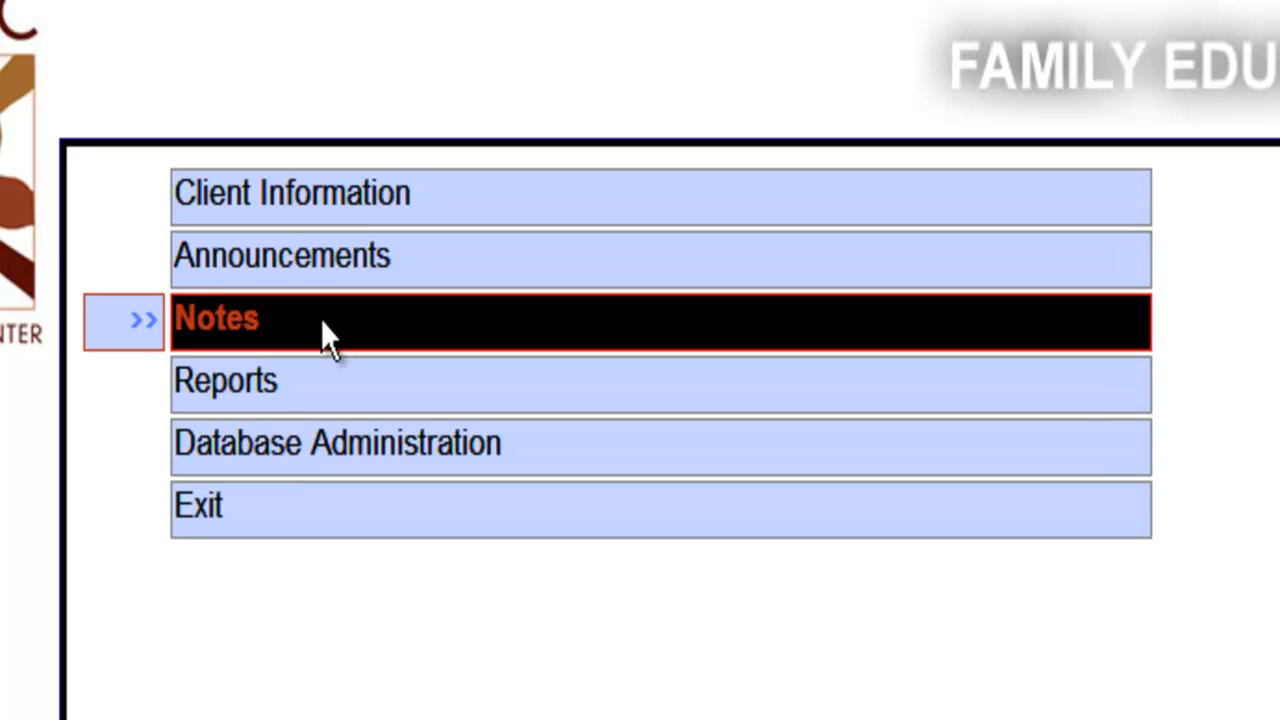 C
FAMILY EDU
Client Information
Announcements
>> Notes
NTER
Reports
Database Administration
Exit